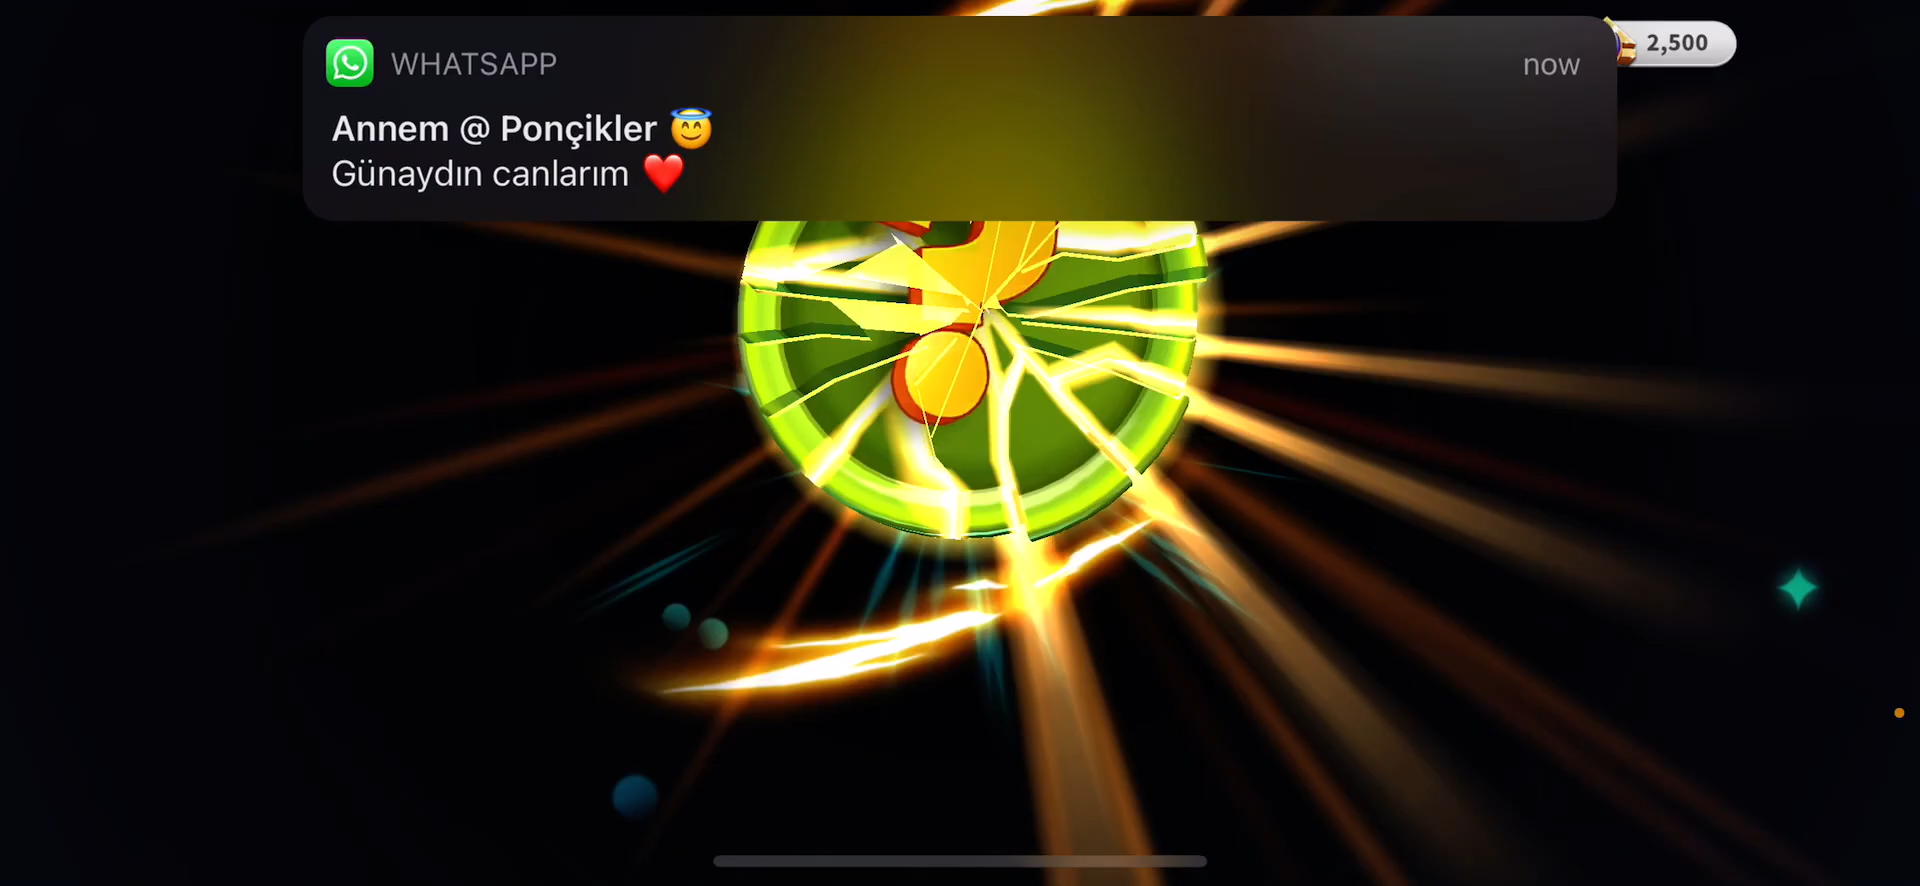 WHATSAPP
now
2,500
Annem @ Ponçikler 😇
Günaydın canlarım ❤️